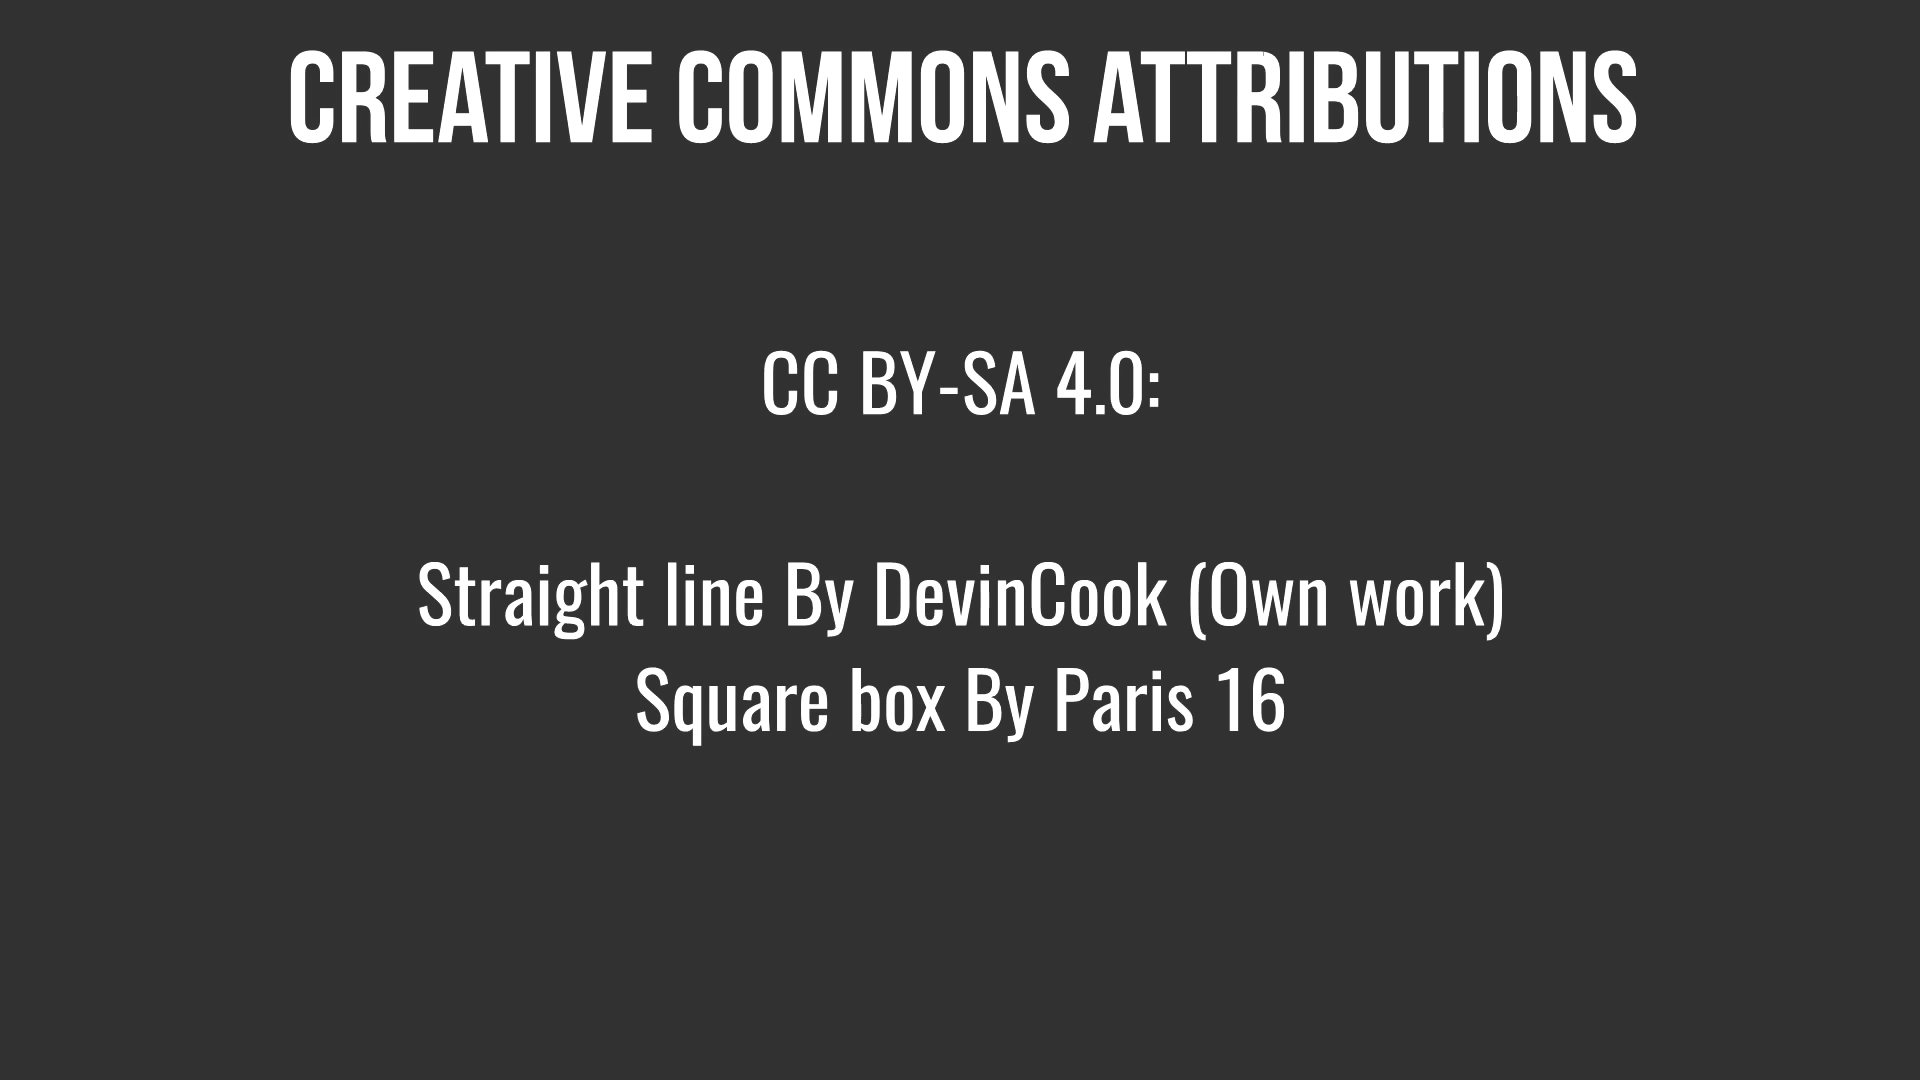 CREATIVE COMMONS ATTRIBUTIONS
CC BY-SA 4.0:
Straight line By DevinCook (Own work)
Square box By Paris 16